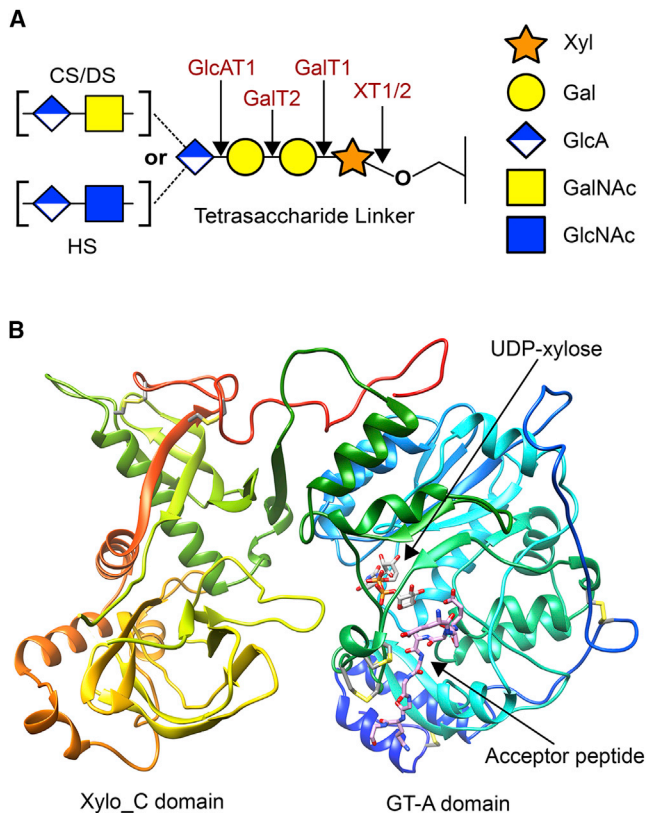 A
CS/DS
or
HS
GlcAT1
GalT2
GalT1
XT1/2
O
Tetrasaccharide Linker
Xyl
Gal
GlcA
GalNAc
GlcNAc
B
UDP-xylose
Acceptor peptide
Xylo_C domain
GT-A domain